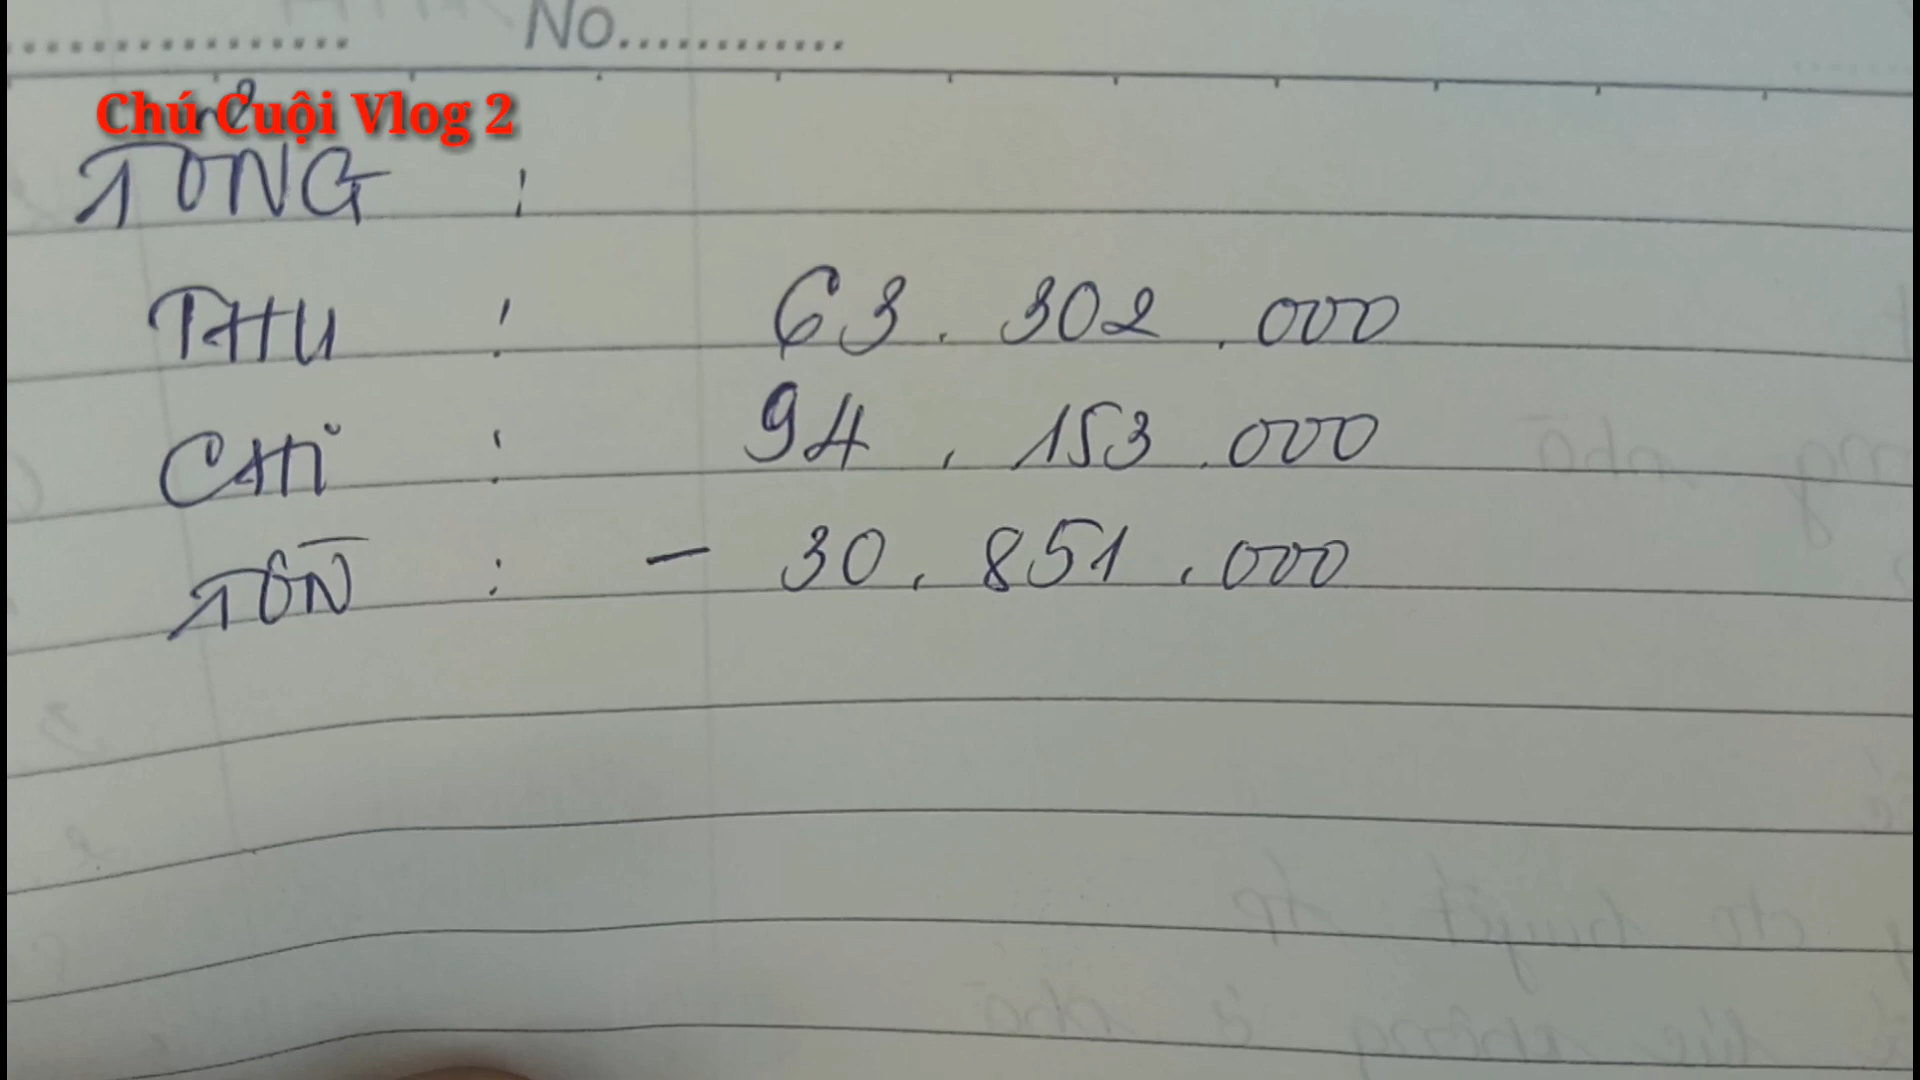 No............
Chú Cuội Vlog 2
TỔNG :
THU : 63.302.000
CHI : 94.153.000
TỒN : - 30.851.000